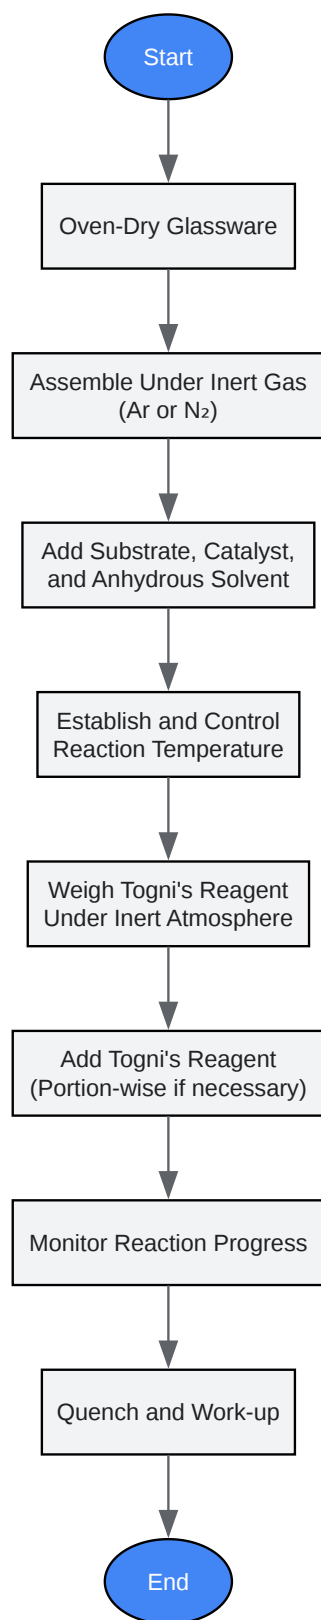 Start
Oven-Dry Glassware
Assemble Under Inert Gas
(Ar or N₂)
Add Substrate, Catalyst,
and Anhydrous Solvent
Establish and Control
Reaction Temperature
Weigh Togni's Reagent
Under Inert Atmosphere
Add Togni's Reagent
(Portion-wise if necessary)
Monitor Reaction Progress
Quench and Work-up
End